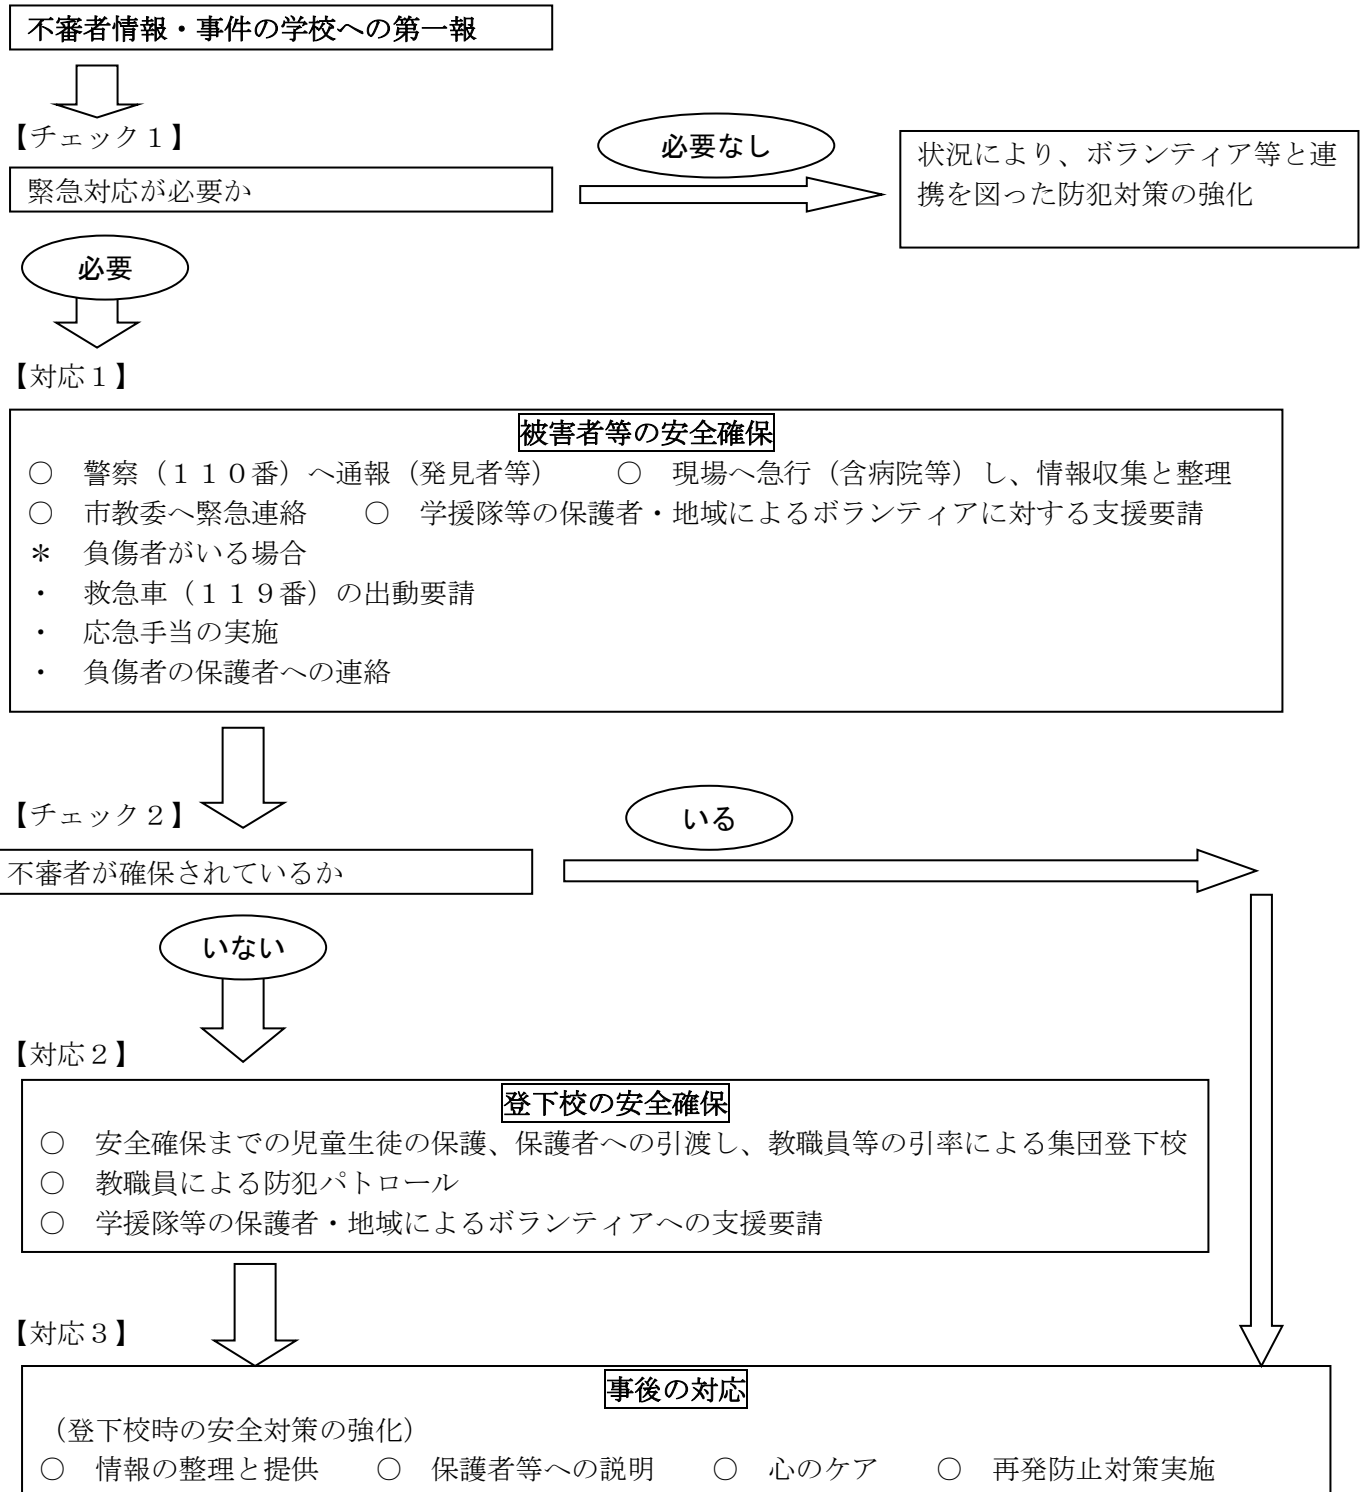 不審者情報・事件の学校への第一報
【チェック１】
必要なし
緊急対応が必要か
状況により、ボランティア等と連
携を図った防犯対策の強化
必要
【対応１】
被害者等の安全確保
○　警察（１１０番）へ通報（発見者等）　　○　現場へ急行（含病院等）し、情報収集と整理
○　市教委へ緊急連絡　　○　学援隊等の保護者・地域によるボランティアに対する支援要請
＊　負傷者がいる場合
・　救急車（１１９番）の出動要請
・　応急手当の実施
・　負傷者の保護者への連絡
【チェック２】
いる
不審者が確保されているか
いない
【対応２】
登下校の安全確保
○　安全確保までの児童生徒の保護、保護者への引渡し、教職員等の引率による集団登下校
○　教職員による防犯パトロール
○　学援隊等の保護者・地域によるボランティアへの支援要請
【対応３】
事後の対応
（登下校時の安全対策の強化）
○　情報の整理と提供　　○　保護者等への説明　　○　心のケア　　○　再発防止対策実施